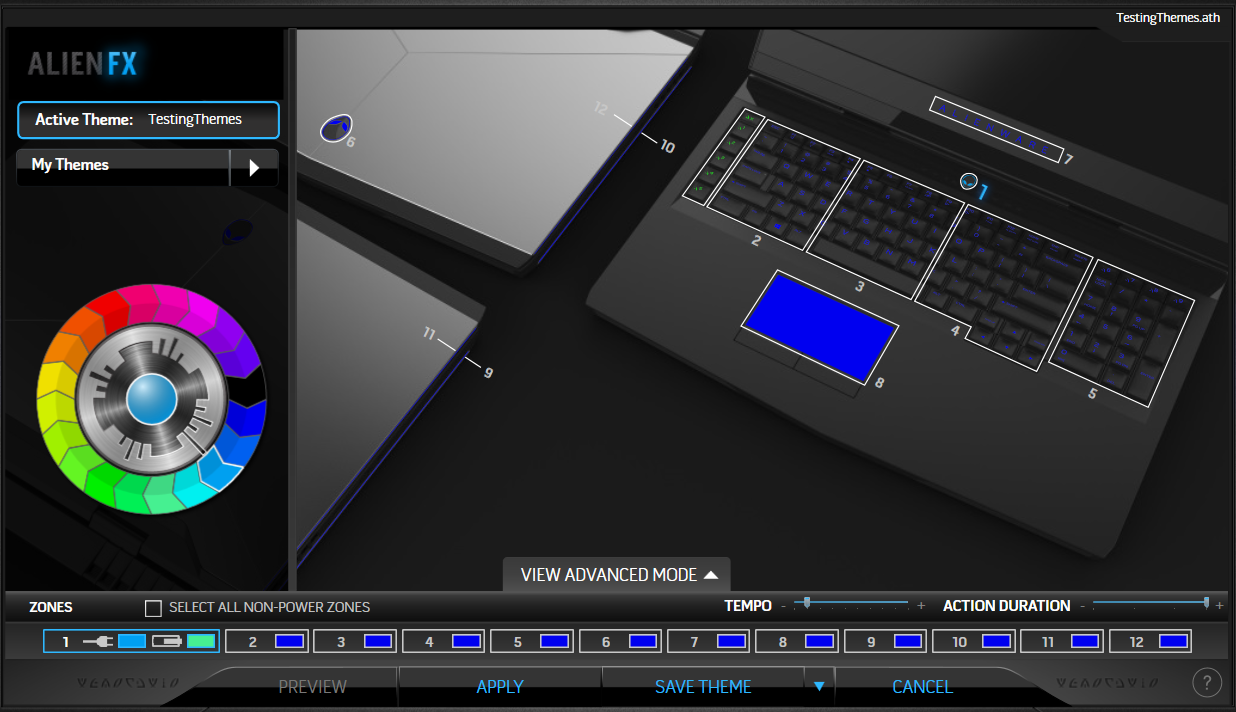 TestingThemes.ath
ALIENFX
Active Theme: TestingThemes
My Themes
12
10
6
7
1
2
3
4
5
8
11
9
VIEW ADVANCED MODE
ZONES
SELECT ALL NON-POWER ZONES
TEMPO - +
ACTION DURATION - +
1 2 3 4 5 6 7 8 9 10 11 12
PREVIEW APPLY SAVE THEME CANCEL ?